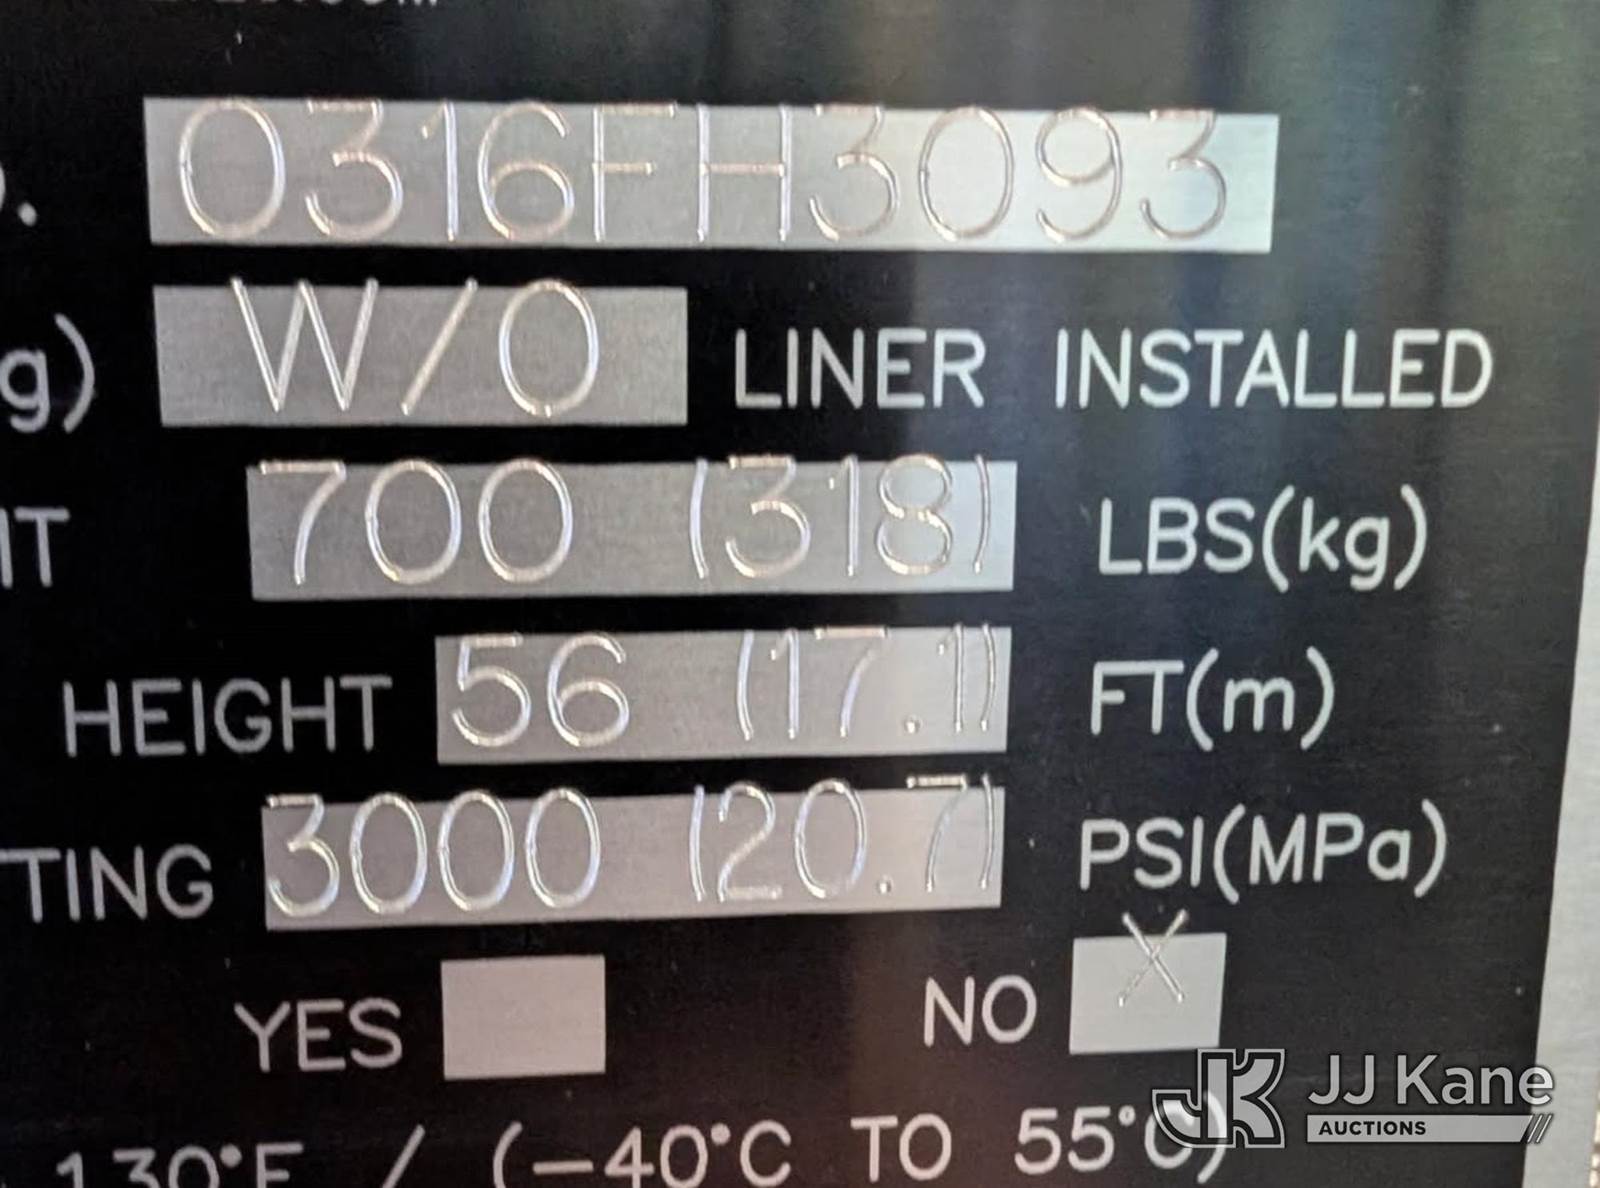 0316FH3093
g) W/O LINER INSTALLED
IT 700 (318) LBS(kg)
HEIGHT 56 (17.1) FT(m)
TING 3000 (20.7) PSI(MPa)
YES NO X
130°F / (-40°C TO 55°C)
JJ Kane
AUCTIONS